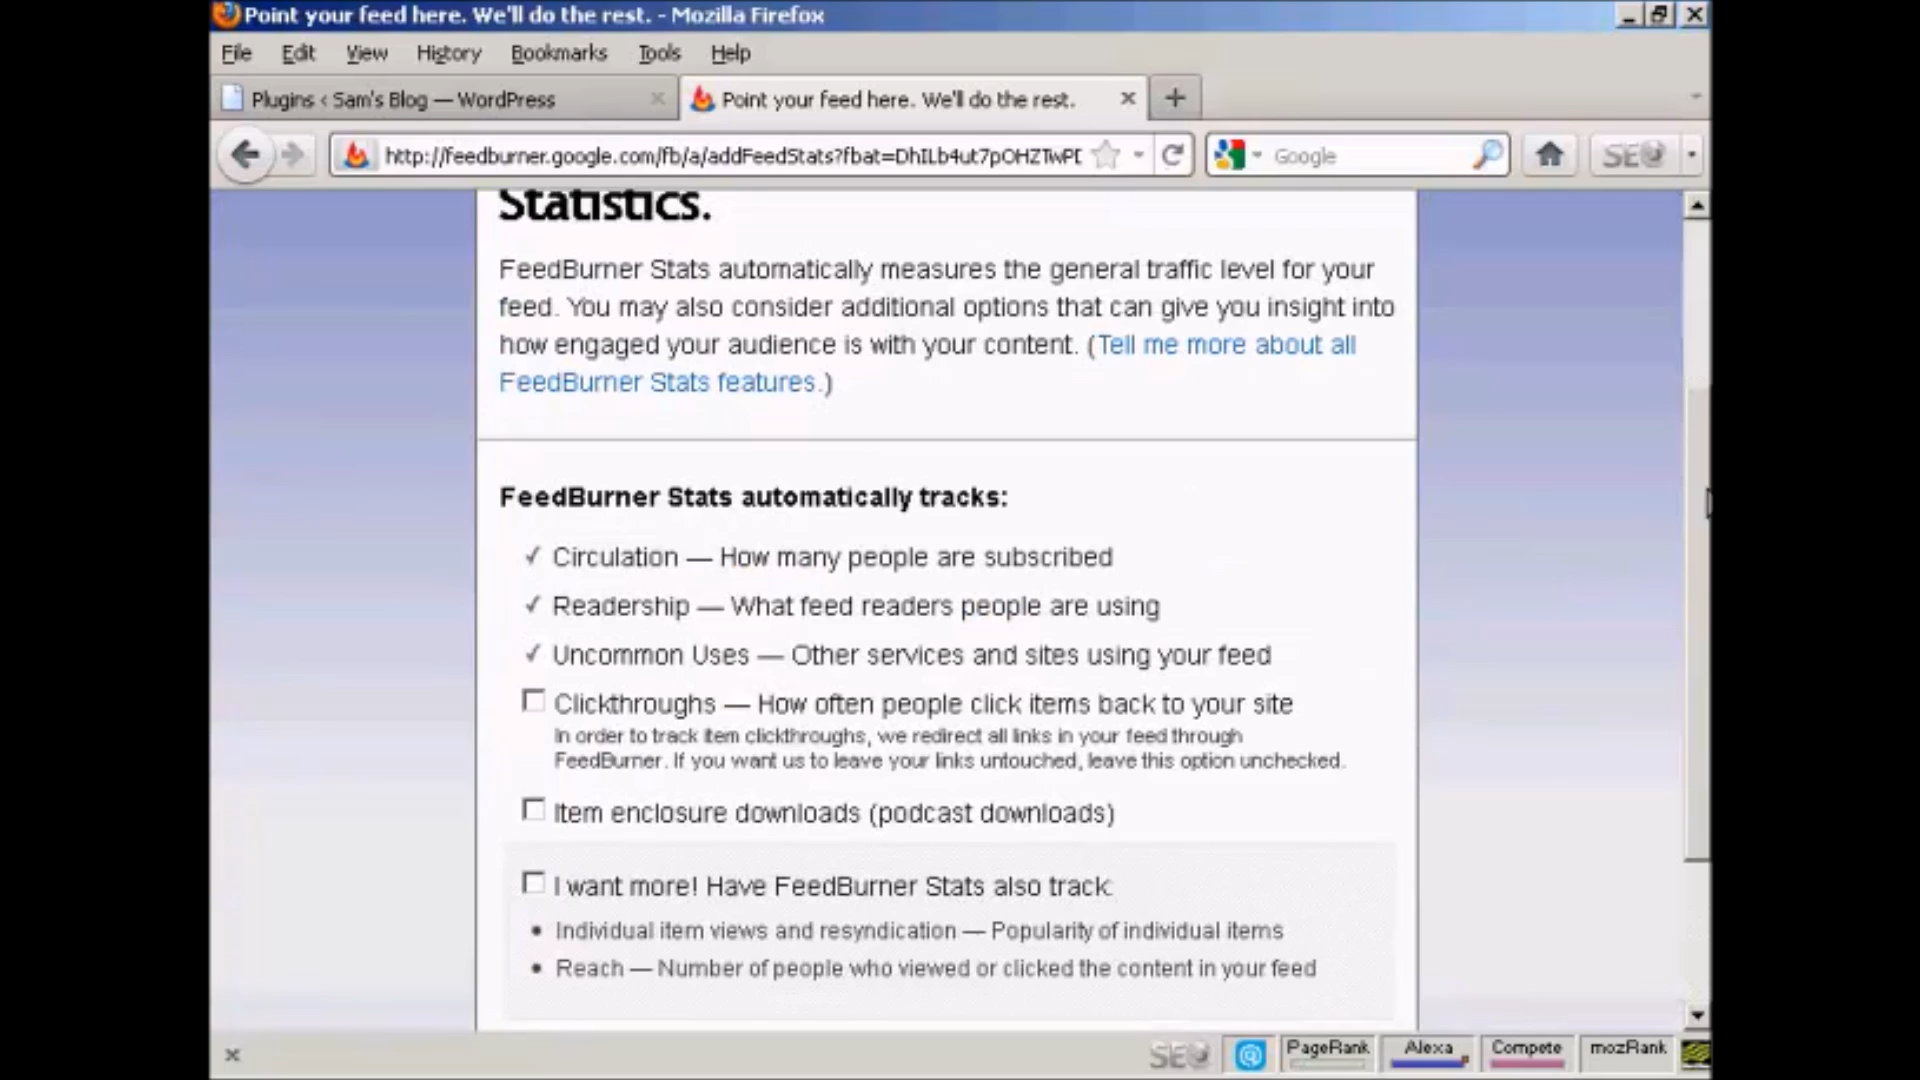 Point your feed here. We'll do the rest. - Mozilla Firefox
File Edit View History Bookmarks Tools Help
Plugins ‹ Sam's Blog — WordPress
Point your feed here. We'll do the rest.
http://feedburner.google.com/fb/a/addFeedStats?fbat=DhILb4ut7pOHZTwPD
Google
SEO
Statistics.
FeedBurner Stats automatically measures the general traffic level for your
feed. You may also consider additional options that can give you insight into
how engaged your audience is with your content. (Tell me more about all
FeedBurner Stats features.)
FeedBurner Stats automatically tracks:
✓ Circulation — How many people are subscribed
✓ Readership — What feed readers people are using
✓ Uncommon Uses — Other services and sites using your feed
Clickthroughs — How often people click items back to your site
In order to track item clickthroughs, we redirect all links in your feed through
FeedBurner. If you want us to leave your links untouched, leave this option unchecked.
Item enclosure downloads (podcast downloads)
I want more! Have FeedBurner Stats also track:
• Individual item views and resyndication — Popularity of individual items
• Reach — Number of people who viewed or clicked the content in your feed
SEO PageRank Alexa Compete mozRank